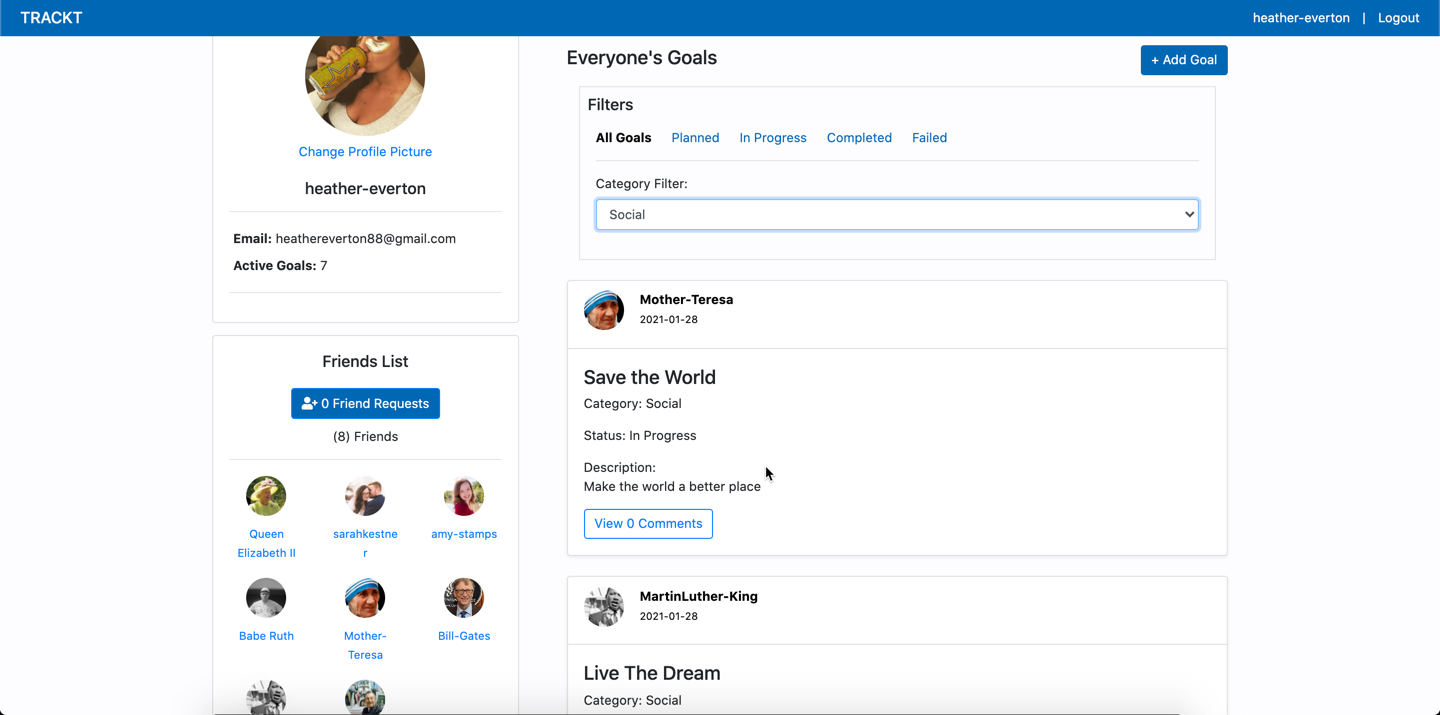 TRACKT
heather-everton | Logout
Change Profile Picture
heather-everton
Email: heathereverton88@gmail.com
Active Goals: 7
Friends List
0 Friend Requests
(8) Friends
Queen
Elizabeth II
sarahkestne
r
amy-stamps
Babe Ruth
Mother-
Teresa
Bill-Gates
Everyone's Goals
+ Add Goal
Filters
All Goals Planned In Progress Completed Failed
Category Filter:
Social
Mother-Teresa
2021-01-28
Save the World
Category: Social
Status: In Progress
Description:
Make the world a better place
View 0 Comments
MartinLuther-King
2021-01-28
Live The Dream
Category: Social